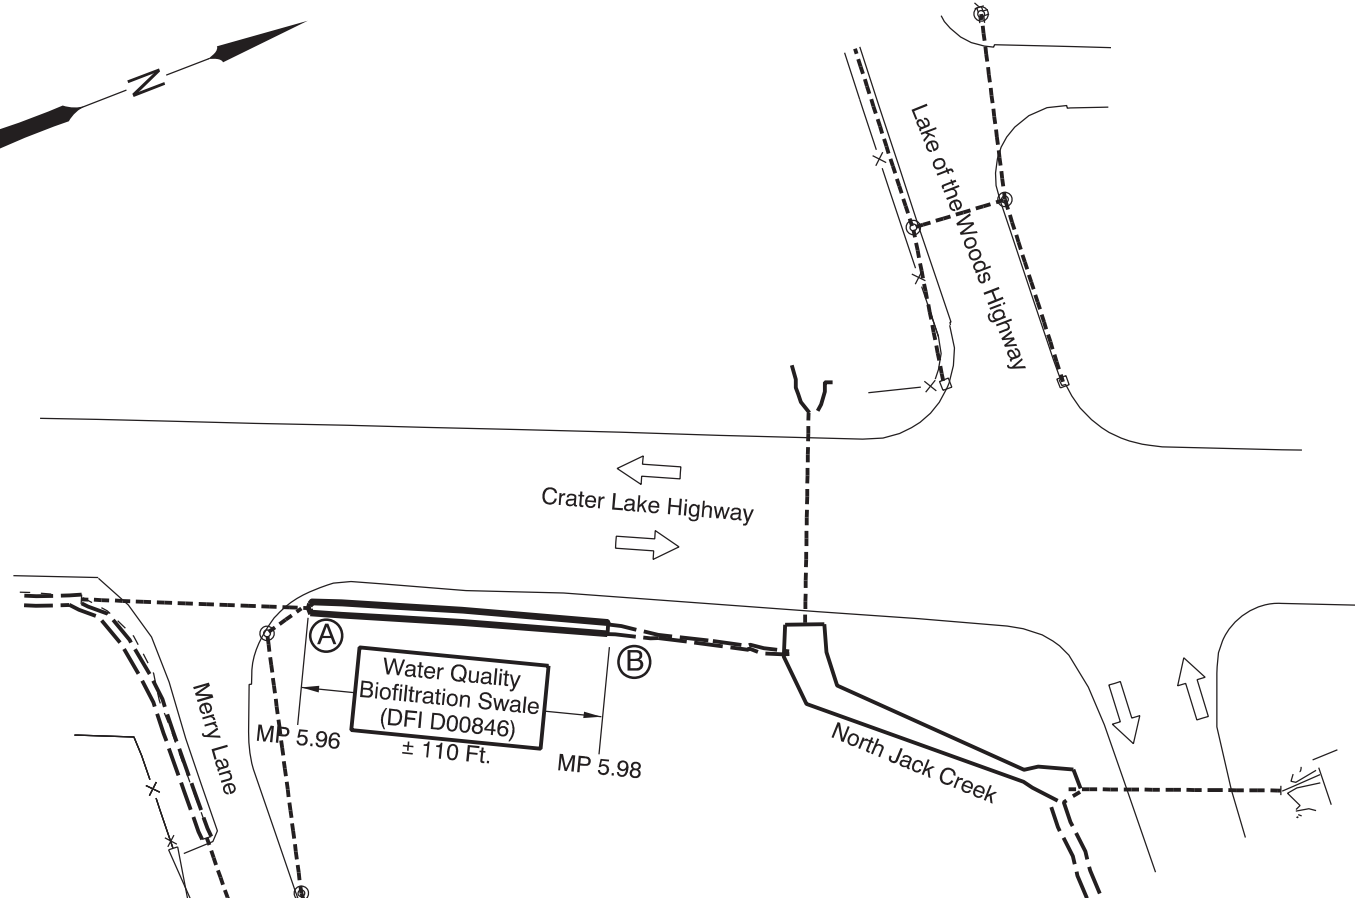 N
Lake of the Woods Highway
Crater Lake Highway
A
B
Water Quality
Biofiltration Swale
(DFI D00846)
± 110 Ft.
MP 5.96
MP 5.98
Merry Lane
North Jack Creek